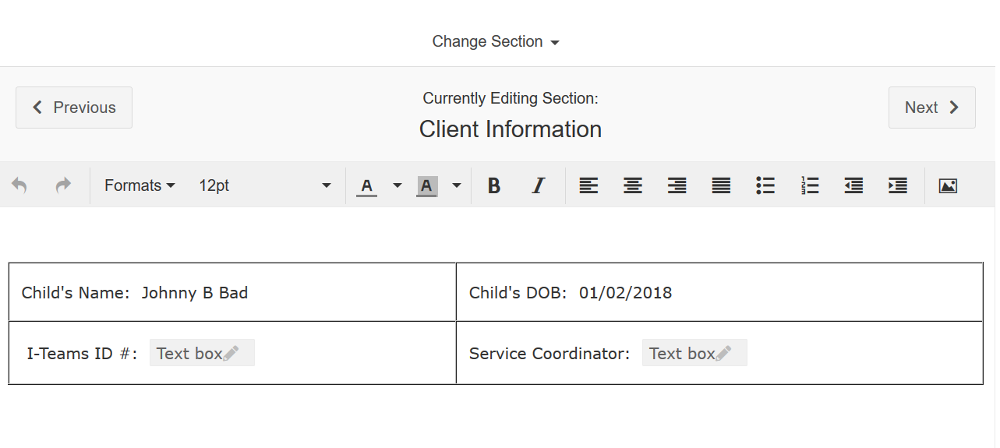 Change Section
Previous
Currently Editing Section:
Client Information
Next
Formats 12pt A A B I
Child's Name: Johnny B Bad
Child's DOB: 01/02/2018
I-Teams ID #: Text box
Service Coordinator: Text box